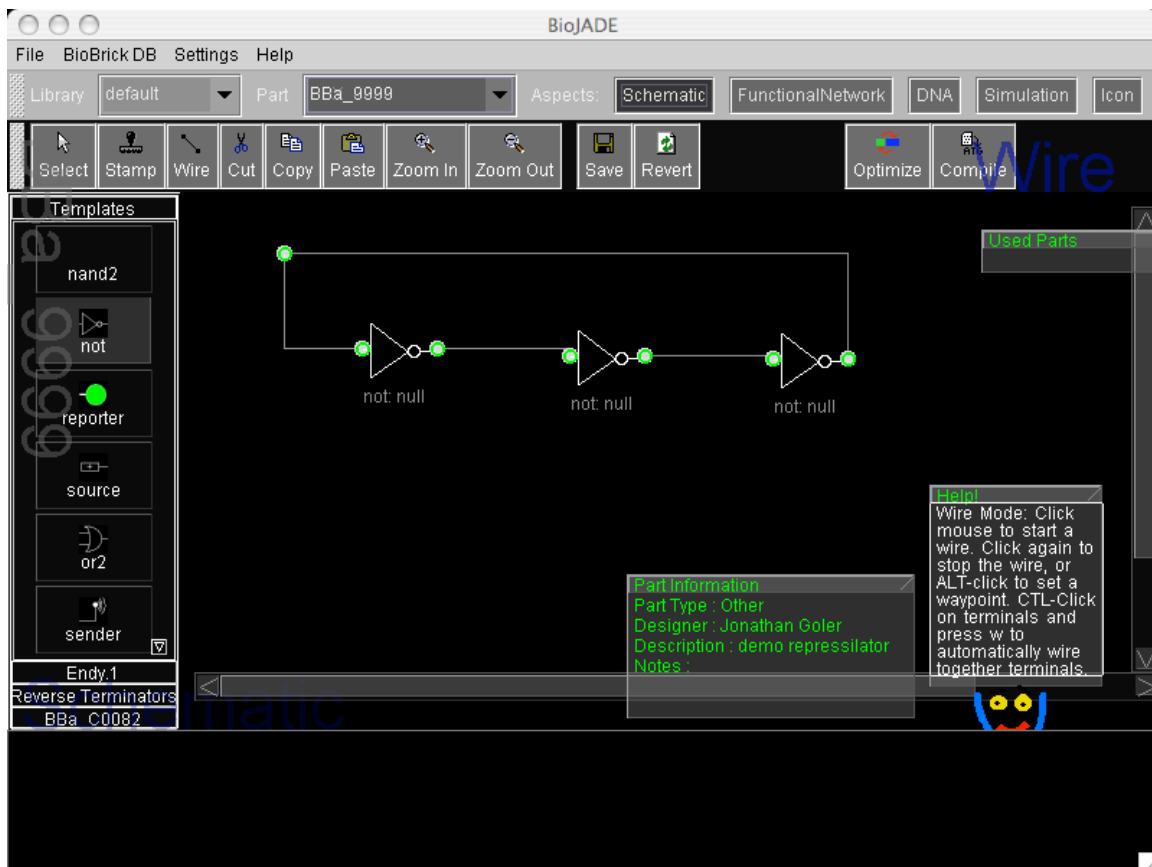 BioJADE
File BioBrick DB Settings Help
Library default Part BBa_9999 Aspects: Schematic FunctionalNetwork DNA Simulation Icon
Select Stamp Wire Cut Copy Paste Zoom In Zoom Out Save Revert Optimize Compile
Wire
Templates
nand2
not
reporter
source
or2
sender
Endy.1
Reverse Terminators
BBa_C0082
Ba 9999
Schematic
not: null
not: null
not: null
Used Parts
Part Information
Part Type : Other
Designer : Jonathan Goler
Description : demo repressilator
Notes :
Help!
Wire Mode: Click
mouse to start a
wire. Click again to
stop the wire, or
ALT-click to set a
waypoint. CTL-Click
on terminals and
press w to
automatically wire
together terminals.